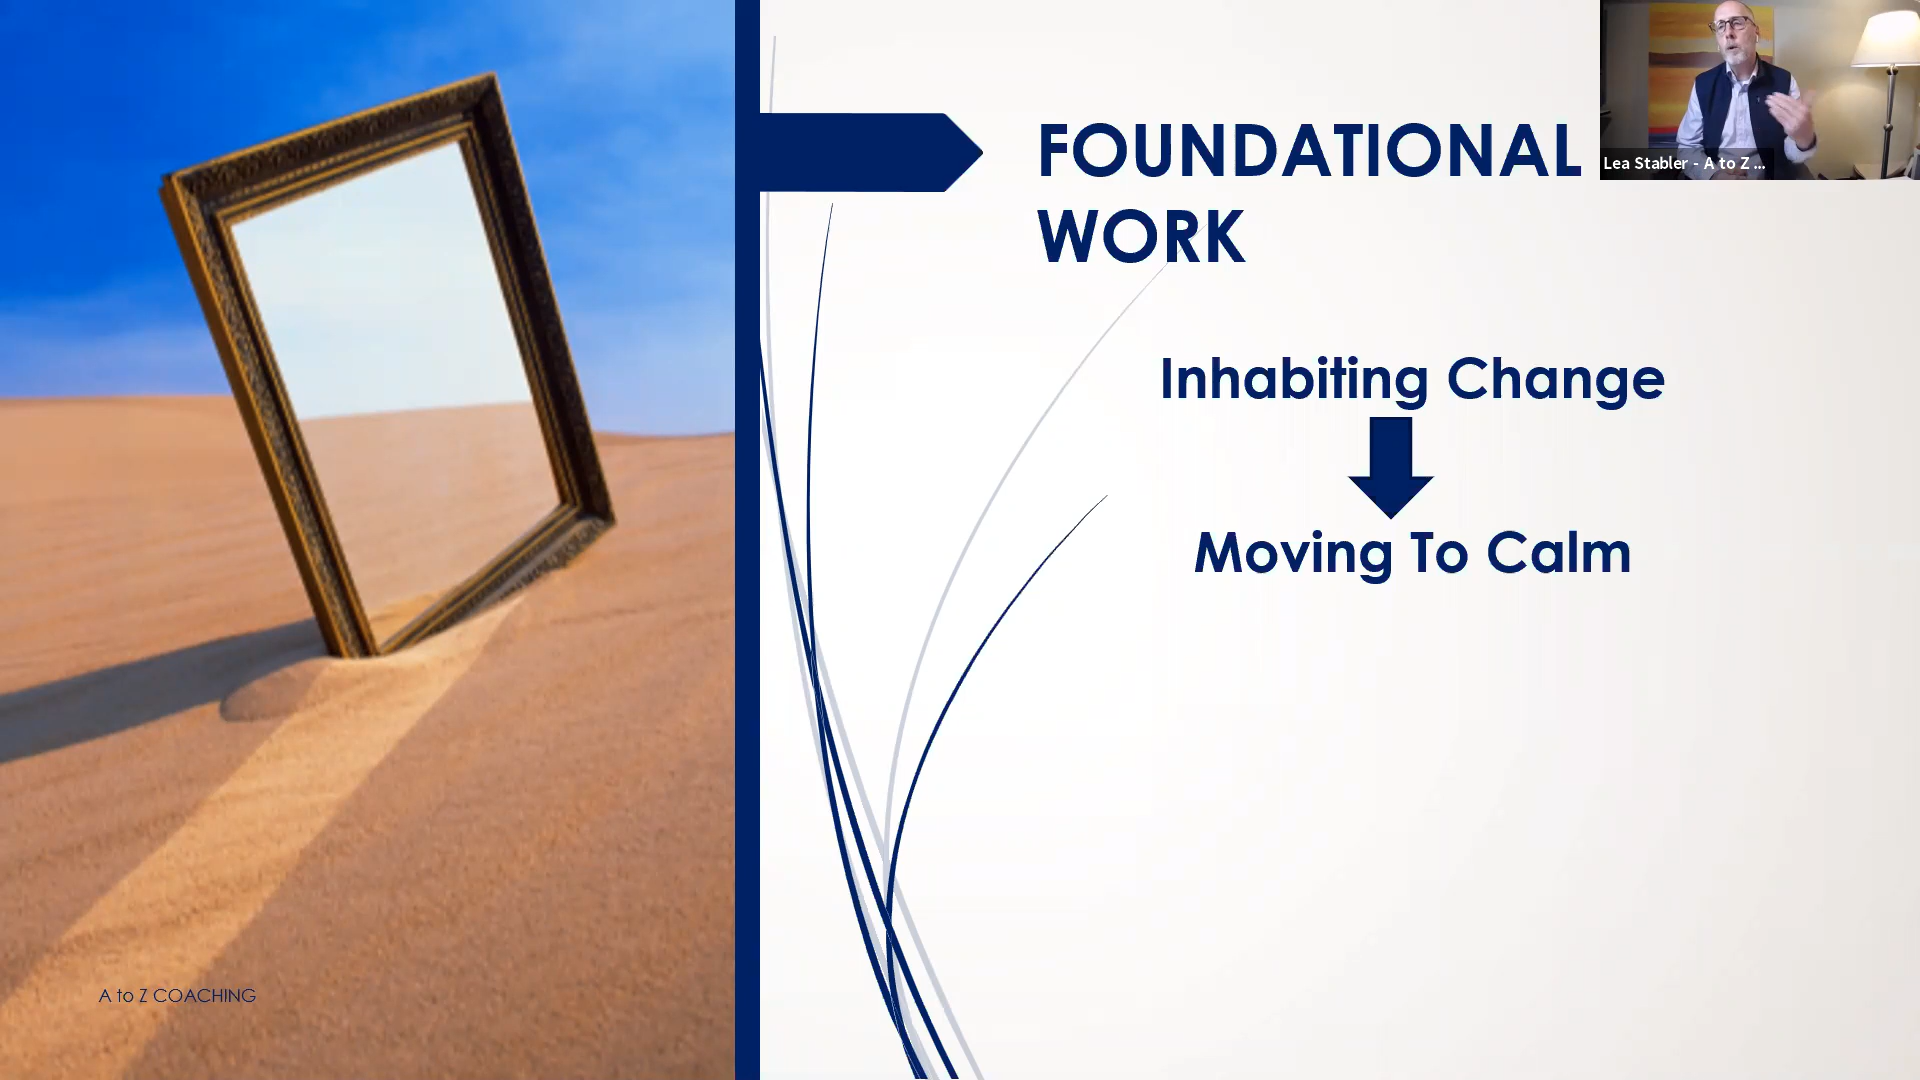 FOUNDATIONAL
WORK
Lea Stabler - A to Z ...
Inhabiting Change
Moving To Calm
A to Z COACHING